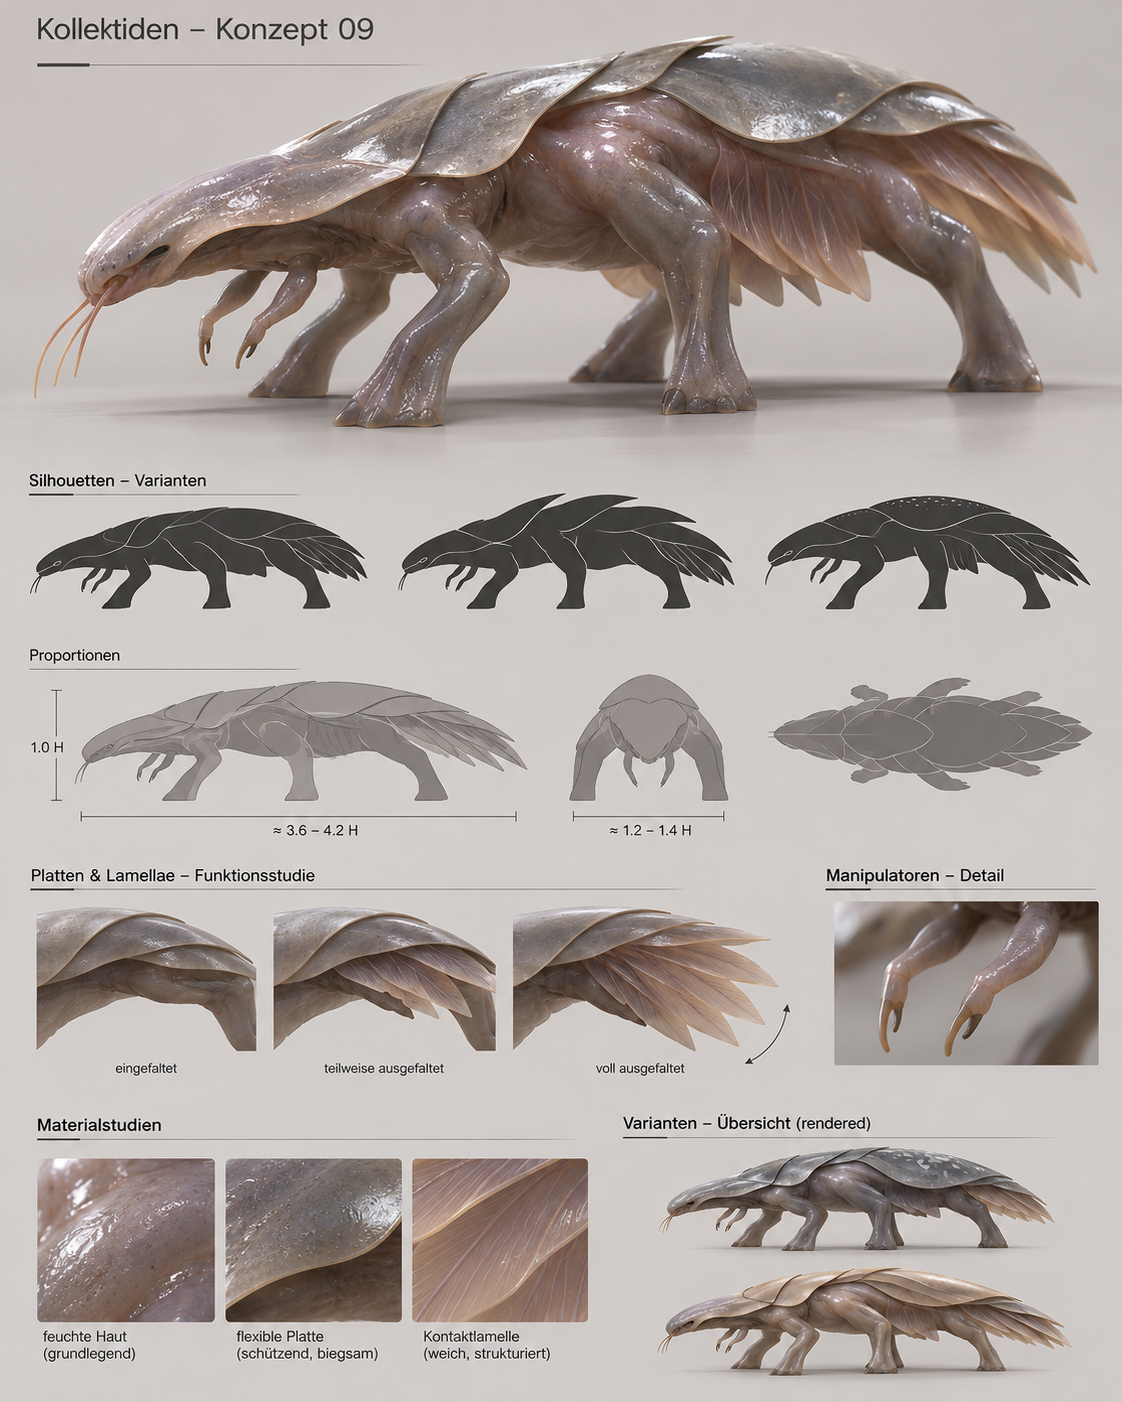 Kollektiden – Konzept 09
Silhouetten – Varianten
Proportionen
1.0 H
≈ 3.6 – 4.2 H
≈ 1.2 – 1.4 H
Platten & Lamellae – Funktionsstudie
Manipulatoren – Detail
eingefaltet
teilweise ausgefaltet
voll ausgefaltet
Materialstudien
Varianten – Übersicht (rendered)
feuchte Haut
(grundlegend)
flexible Platte
(schützend, biegsam)
Kontaktlamelle
(weich, strukturiert)